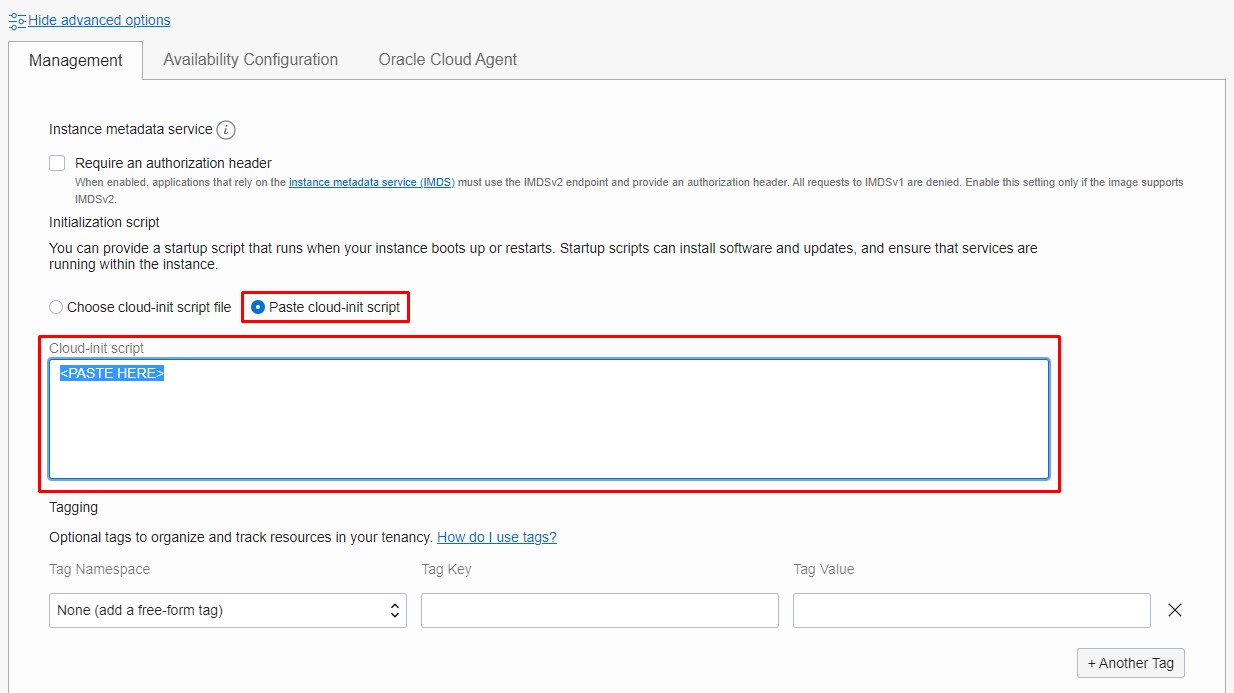 Hide advanced options
Management Availability Configuration Oracle Cloud Agent
Instance metadata service i
Require an authorization header
When enabled, applications that rely on the instance metadata service (IMDS) must use the IMDSv2 endpoint and provide an authorization header. All requests to IMDSv1 are denied. Enable this setting only if the image supports
IMDSv2.
Initialization script
You can provide a startup script that runs when your instance boots up or restarts. Startup scripts can install software and updates, and ensure that services are
running within the instance.
Choose cloud-init script file Paste cloud-init script
Cloud-init script
<PASTE HERE>
Tagging
Optional tags to organize and track resources in your tenancy. How do I use tags?
Tag Namespace Tag Key Tag Value
None (add a free-form tag)
+ Another Tag